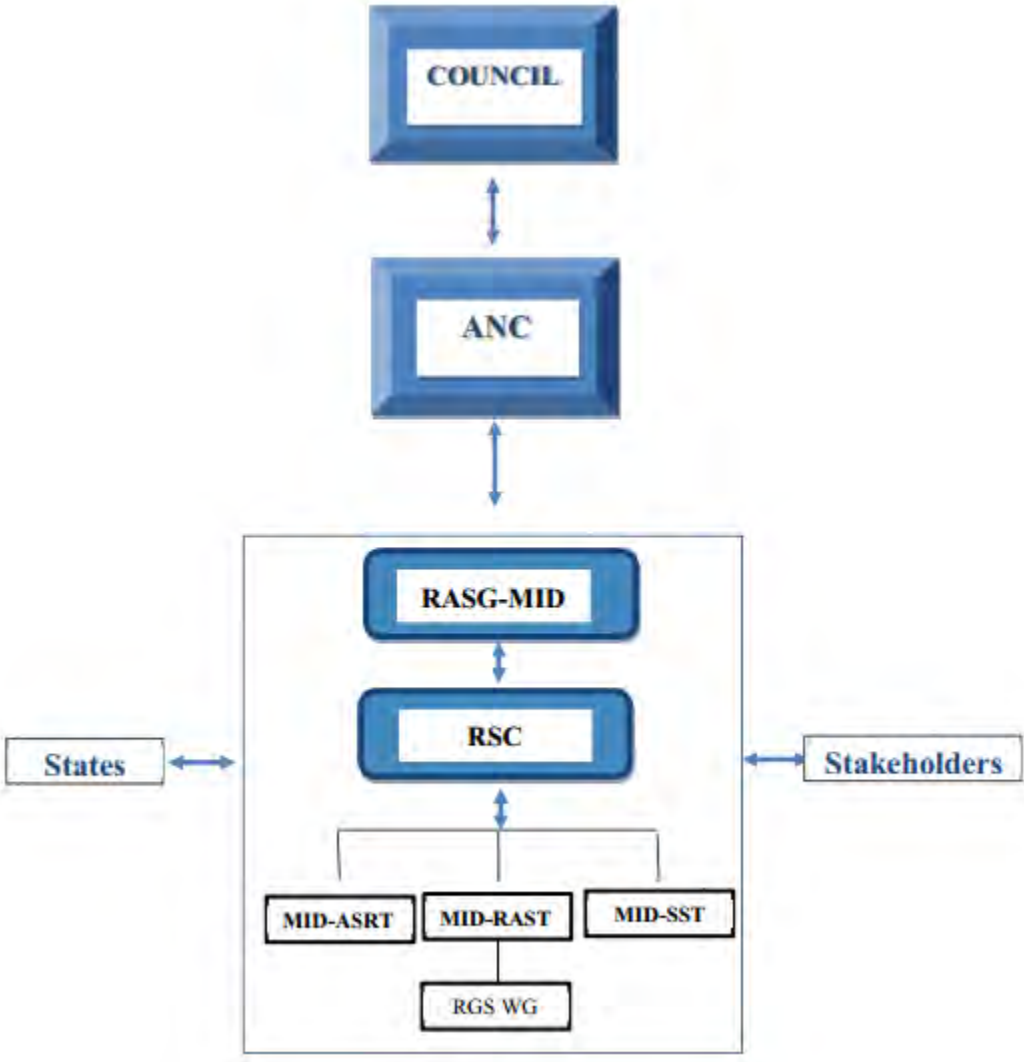 COUNCIL
ANC
RASG-MID
RSC
States
Stakeholders
MID-ASRT
MID-RAST
MID-SST
RGS WG